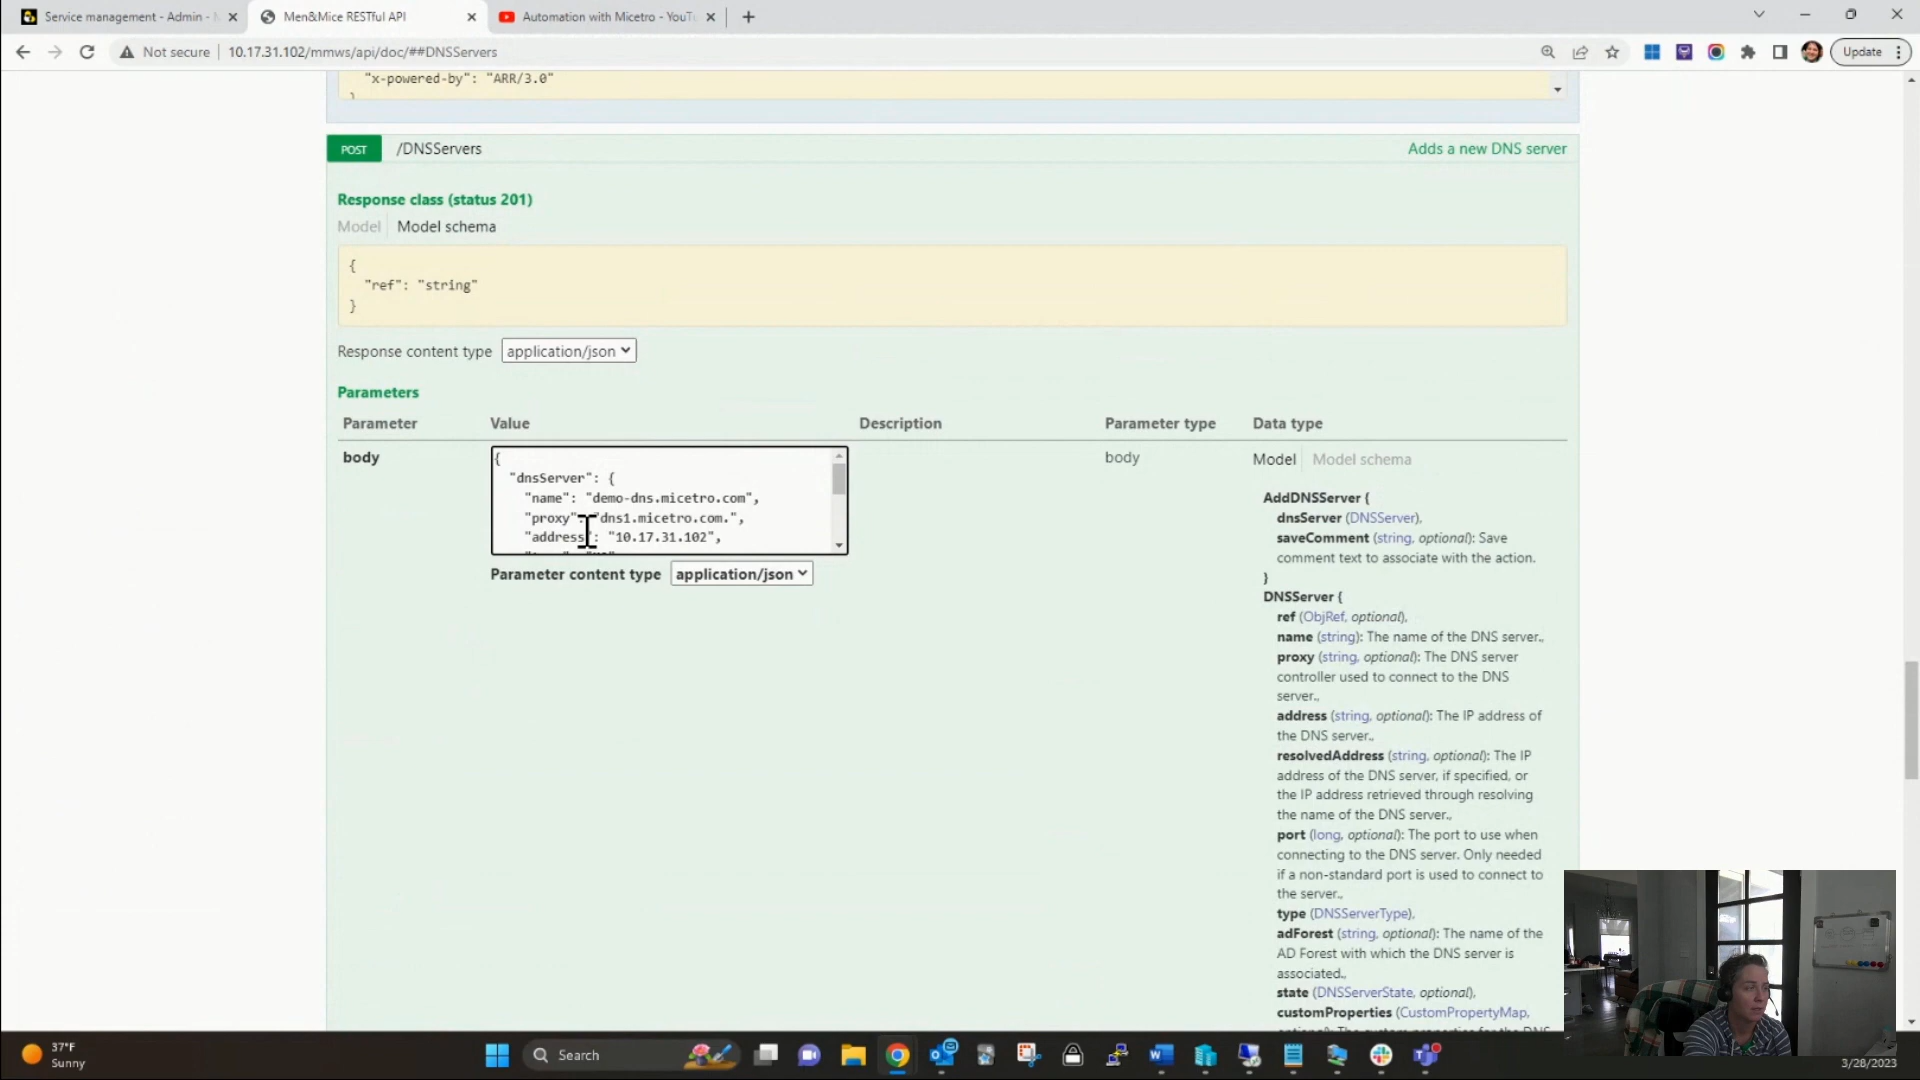 Service management - Admin -
Men&Mice RESTful API
Automation with Micetro - YouT
Not secure
10.17.31.102/mmws/api/doc/##DNSServers
Update
"x-powered-by": "ARR/3.0"
POST
/DNSServers
Adds a new DNS server
Response class (status 201)
Model
Model schema
{
"ref": "string"
}
Response content type
application/json
Parameters
Parameter
Value
Description
Parameter type
Data type
body
{
"dnsServer": {
"name": "demo-dns.micetro.com",
"proxy": "dns1.micetro.com.",
"address": "10.17.31.102",
Parameter content type
application/json
body
Model
Model schema
AddDNSServer {
dnsServer (DNSServer),
saveComment (string, optional): Save
comment text to associate with the action.
}
DNSServer {
ref (ObjRef, optional),
name (string): The name of the DNS server.,
proxy (string, optional): The DNS server
controller used to connect to the DNS
server.,
address (string, optional): The IP address of
the DNS server.,
resolvedAddress (string, optional): The IP
address of the DNS server, if specified, or
the IP address retrieved through resolving
the name of the DNS server.,
port (long, optional): The port to use when
connecting to the DNS server. Only needed
if a non-standard port is used to connect to
the server.,
type (DNSServerType),
adForest (string, optional): The name of the
AD Forest with which the DNS server is
associated.,
state (DNSServerState, optional),
customProperties (CustomPropertyMap,
37°F
Sunny
Search
3/28/2023